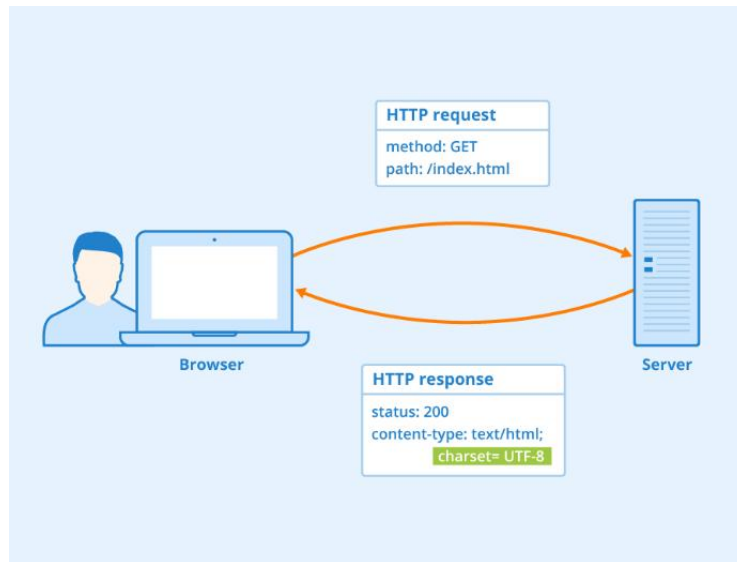 HTTP request
method: GET
path: /index.html
Browser
Server
HTTP response
status: 200
content-type: text/html;
charset= UTF-8